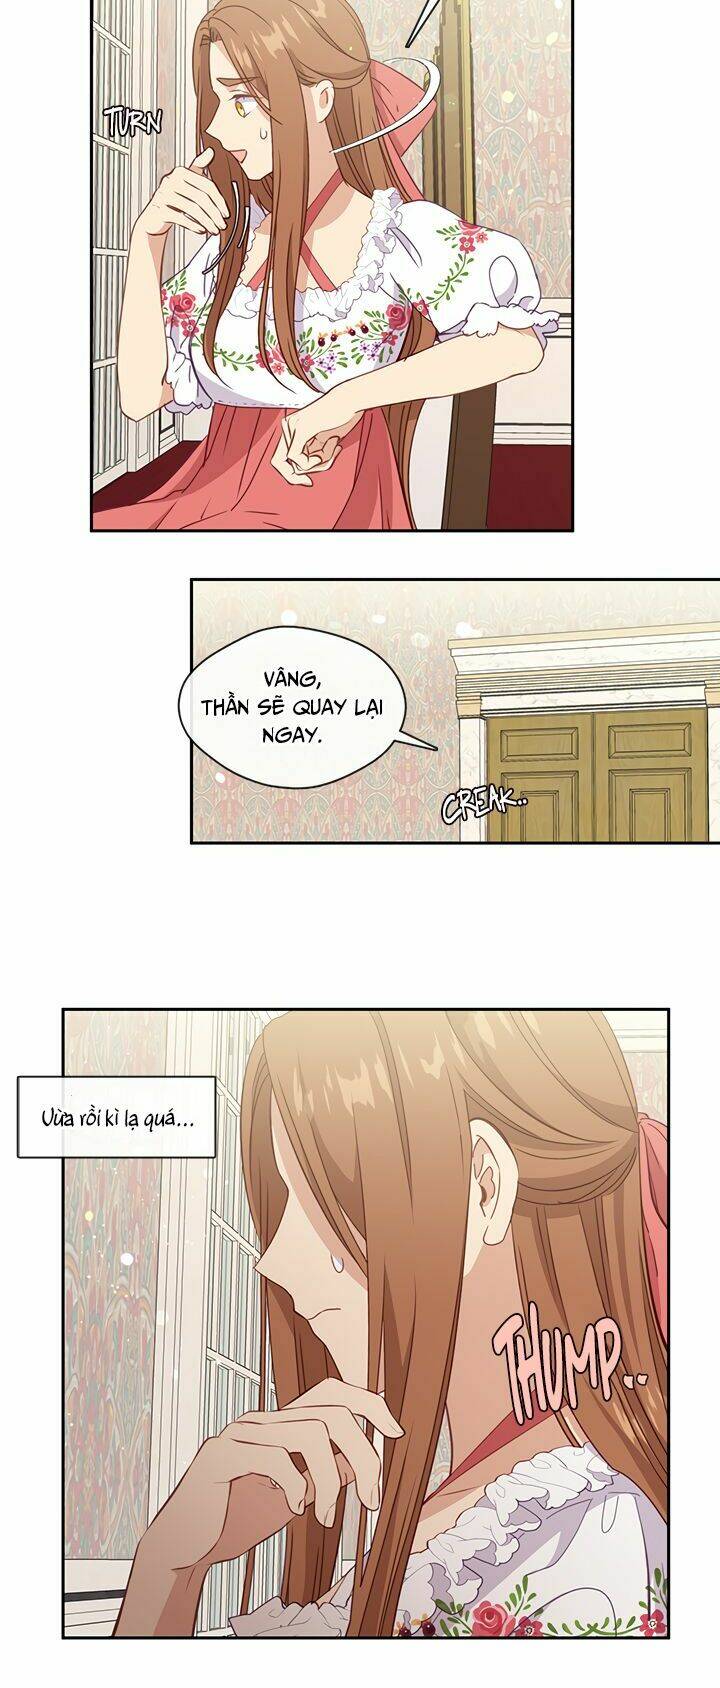 TURN
VÂNG,
THẦN SẼ QUAY LẠI
NGAY.
CREAK..
Vừa rồi kì lạ quá...
THUMP..